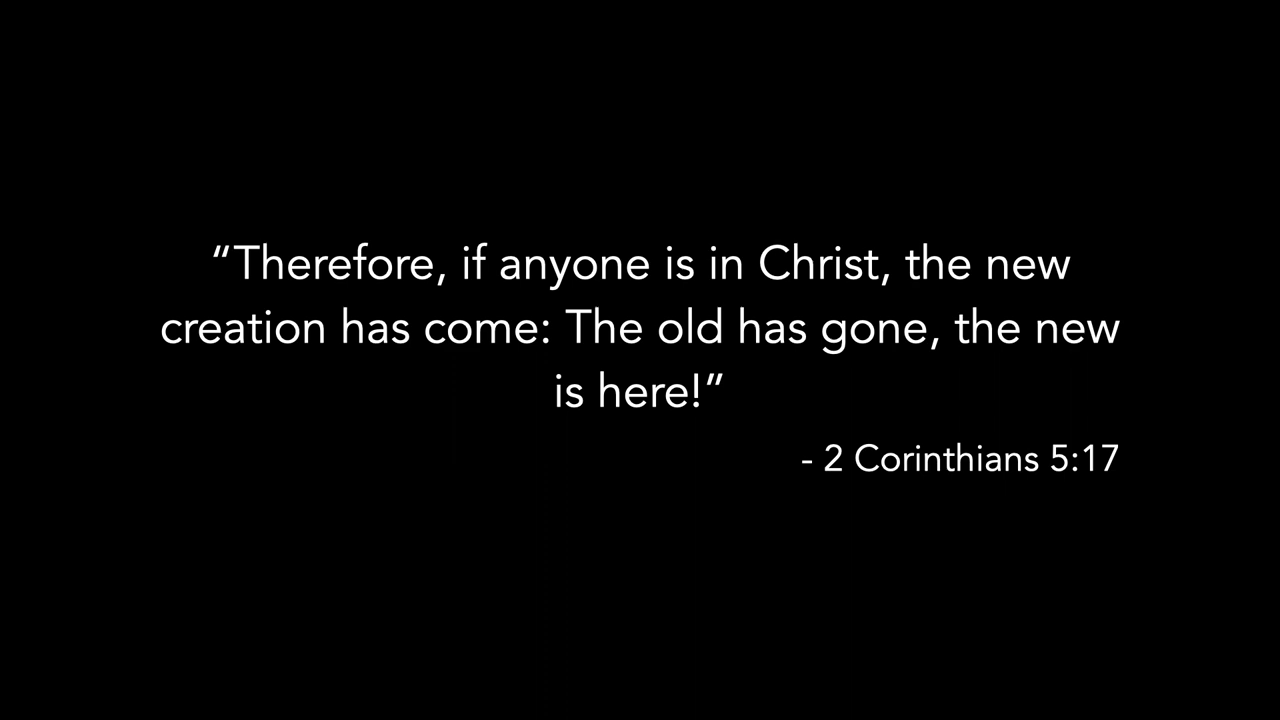 “Therefore, if anyone is in Christ, the new
creation has come: The old has gone, the new
is here!”
- 2 Corinthians 5:17